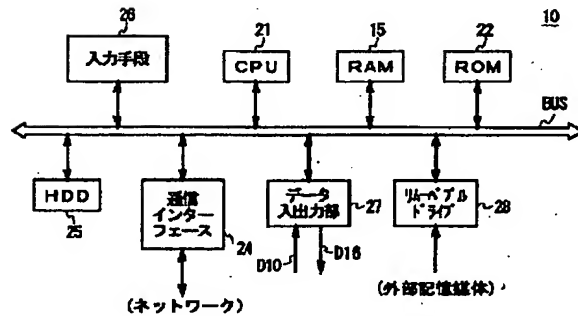 10
26
入力手段
21
CPU
15
RAM
22
ROM
BUS
HDD
25
通信
インター
フェース
24
データ
入出力部
27
リムーバブル
ドライブ
28
D10
D16
(ネットワーク)
(外部記憶媒体)